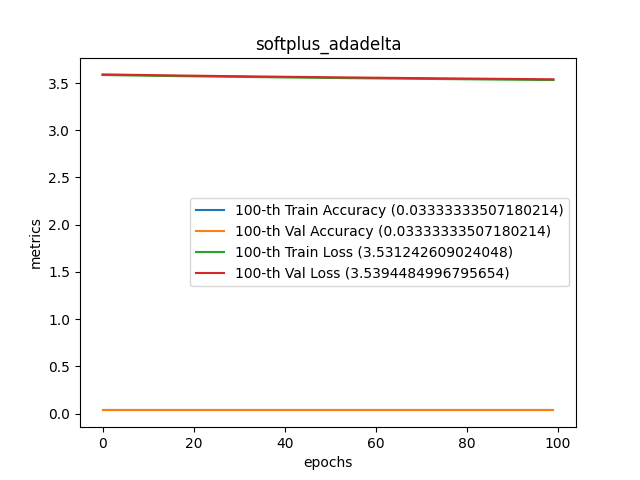 softplus_adadelta
3.5
3.0
2.5
2.0
1.5
1.0
0.5
0.0
metrics
100-th Train Accuracy (0.03333333507180214)
100-th Val Accuracy (0.03333333507180214)
100-th Train Loss (3.531242609024048)
100-th Val Loss (3.5394484996795654)
0 20 40 60 80 100
epochs